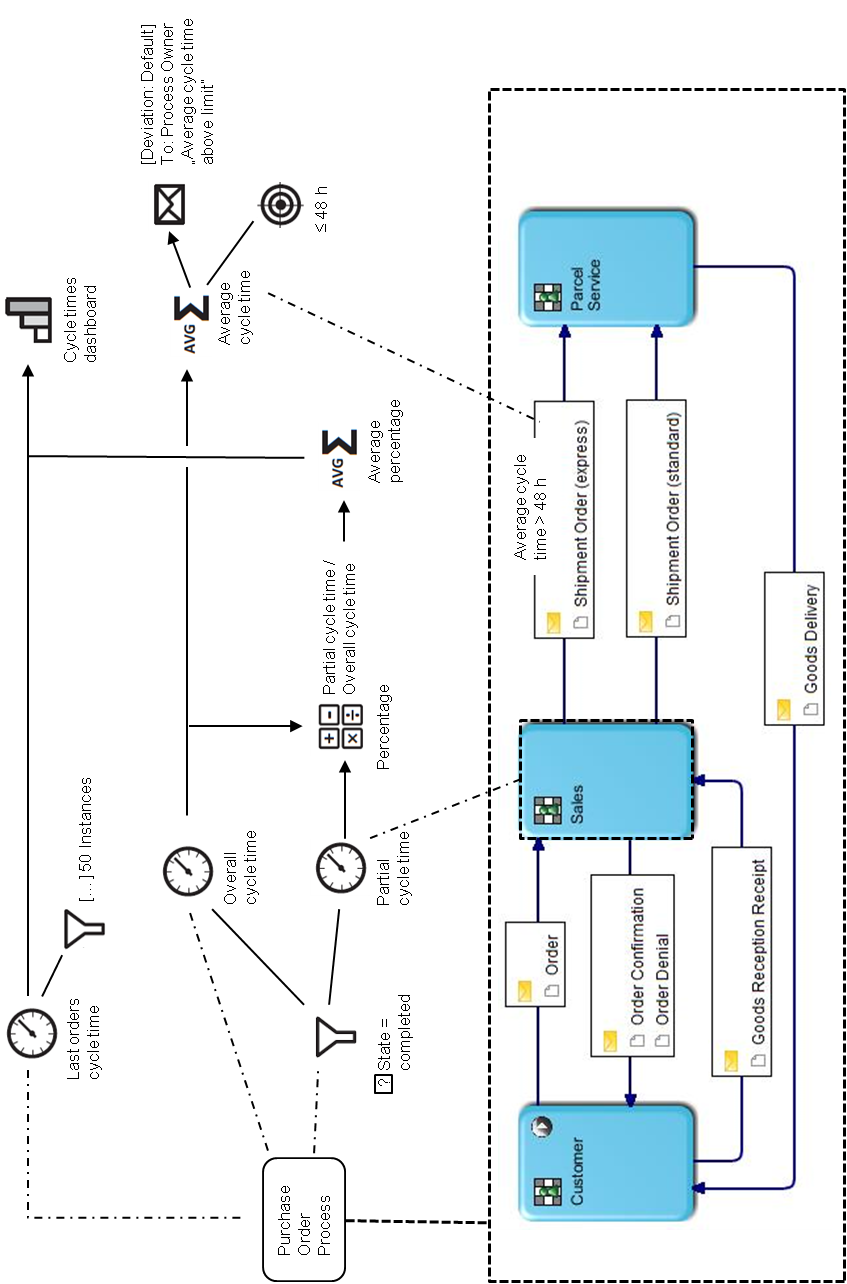 Purchase
Order
Process
Last orders
cycle time
[...] 50 Instances
Cycle times
dashboard
? State =
completed
Overall
cycle time
Partial
cycle time
+ -
× ÷
Percentage
Partial cycle time /
Overall cycle time
AVG Σ
Average
percentage
AVG Σ
Average
cycle time
[Deviation: Default]
To: Process Owner
„Average cycle time
above limit"
≤ 48 h
Average cycle
time > 48 h
Customer
Order
Order Confirmation
Order Denial
Goods Reception Receipt
Sales
Shipment Order (express)
Shipment Order (standard)
Goods Delivery
Parcel
Service